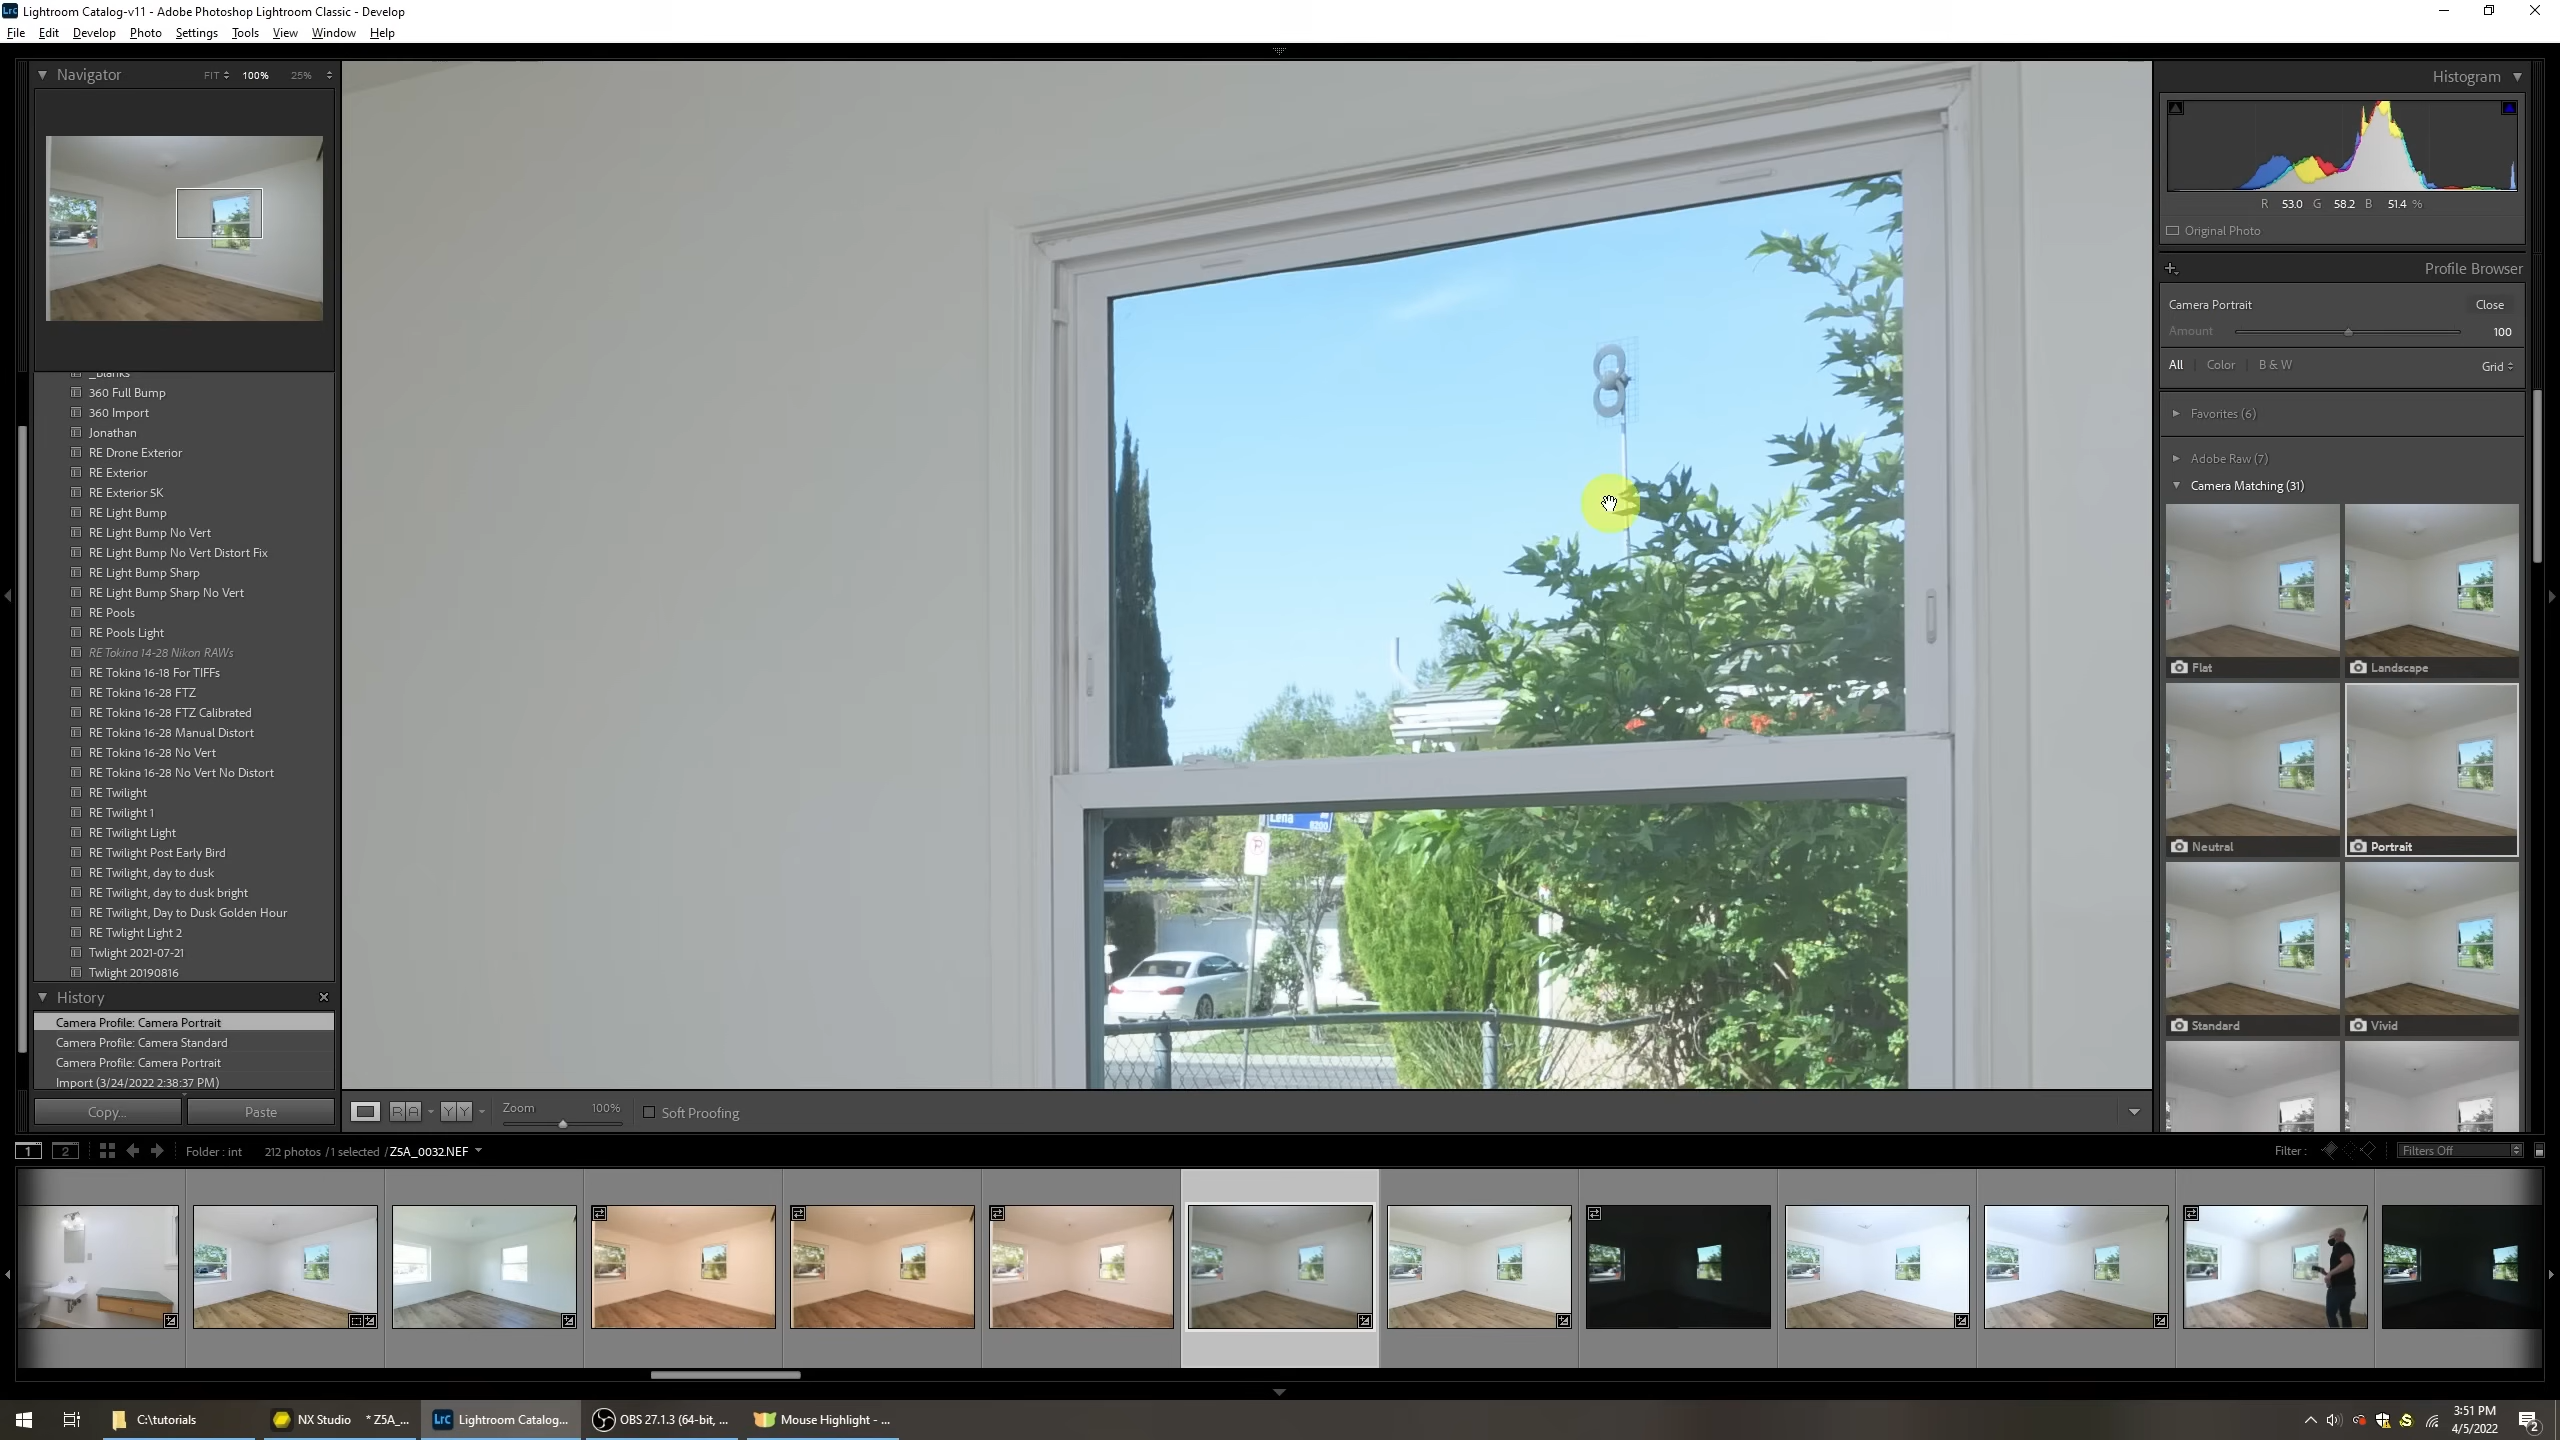 Lrc Lightroom Catalog-v11 - Adobe Photoshop Lightroom Classic - Develop
File Edit Develop Photo Settings Tools View Window Help
Navigator FIT 100% 25%
_Blanks
360 Full Bump
360 Import
Jonathan
RE Drone Exterior
RE Exterior
RE Exterior 5K
RE Light Bump
RE Light Bump No Vert
RE Light Bump No Vert Distort Fix
RE Light Bump Sharp
RE Light Bump Sharp No Vert
RE Pools
RE Pools Light
RE Tokina 14-28 Nikon RAWs
RE Tokina 16-18 For TIFFs
RE Tokina 16-28 FTZ
RE Tokina 16-28 FTZ Calibrated
RE Tokina 16-28 Manual Distort
RE Tokina 16-28 No Vert
RE Tokina 16-28 No Vert No Distort
RE Twilight
RE Twilight 1
RE Twilight Light
RE Twilight Post Early Bird
RE Twilight, day to dusk
RE Twilight, day to dusk bright
RE Twilight, Day to Dusk Golden Hour
RE Twlight Light 2
Twlight 2021-07-21
Twlight 20190816
History
Camera Profile: Camera Portrait
Camera Profile: Camera Standard
Camera Profile: Camera Portrait
Import (3/24/2022 2:38:37 PM)
Copy... Paste
Lena
8200
P
R A Y Y Zoom 100% Soft Proofing
Histogram
R 53.0 G 58.2 B 51.4 %
Original Photo
Profile Browser
Camera Portrait Close
Amount 100
All Color B & W Grid
Favorites (6)
Adobe Raw (7)
Camera Matching (31)
Flat Landscape
Neutral Portrait
Standard Vivid
1 2 Folder : int 212 photos / 1 selected / Z5A_0032.NEF Filter : Filters Off
C:\tutorials NX Studio * Z5A_... Lrc Lightroom Catalog... OBS 27.1.3 (64-bit, ... Mouse Highlight - ...
3:51 PM
4/5/2022
2